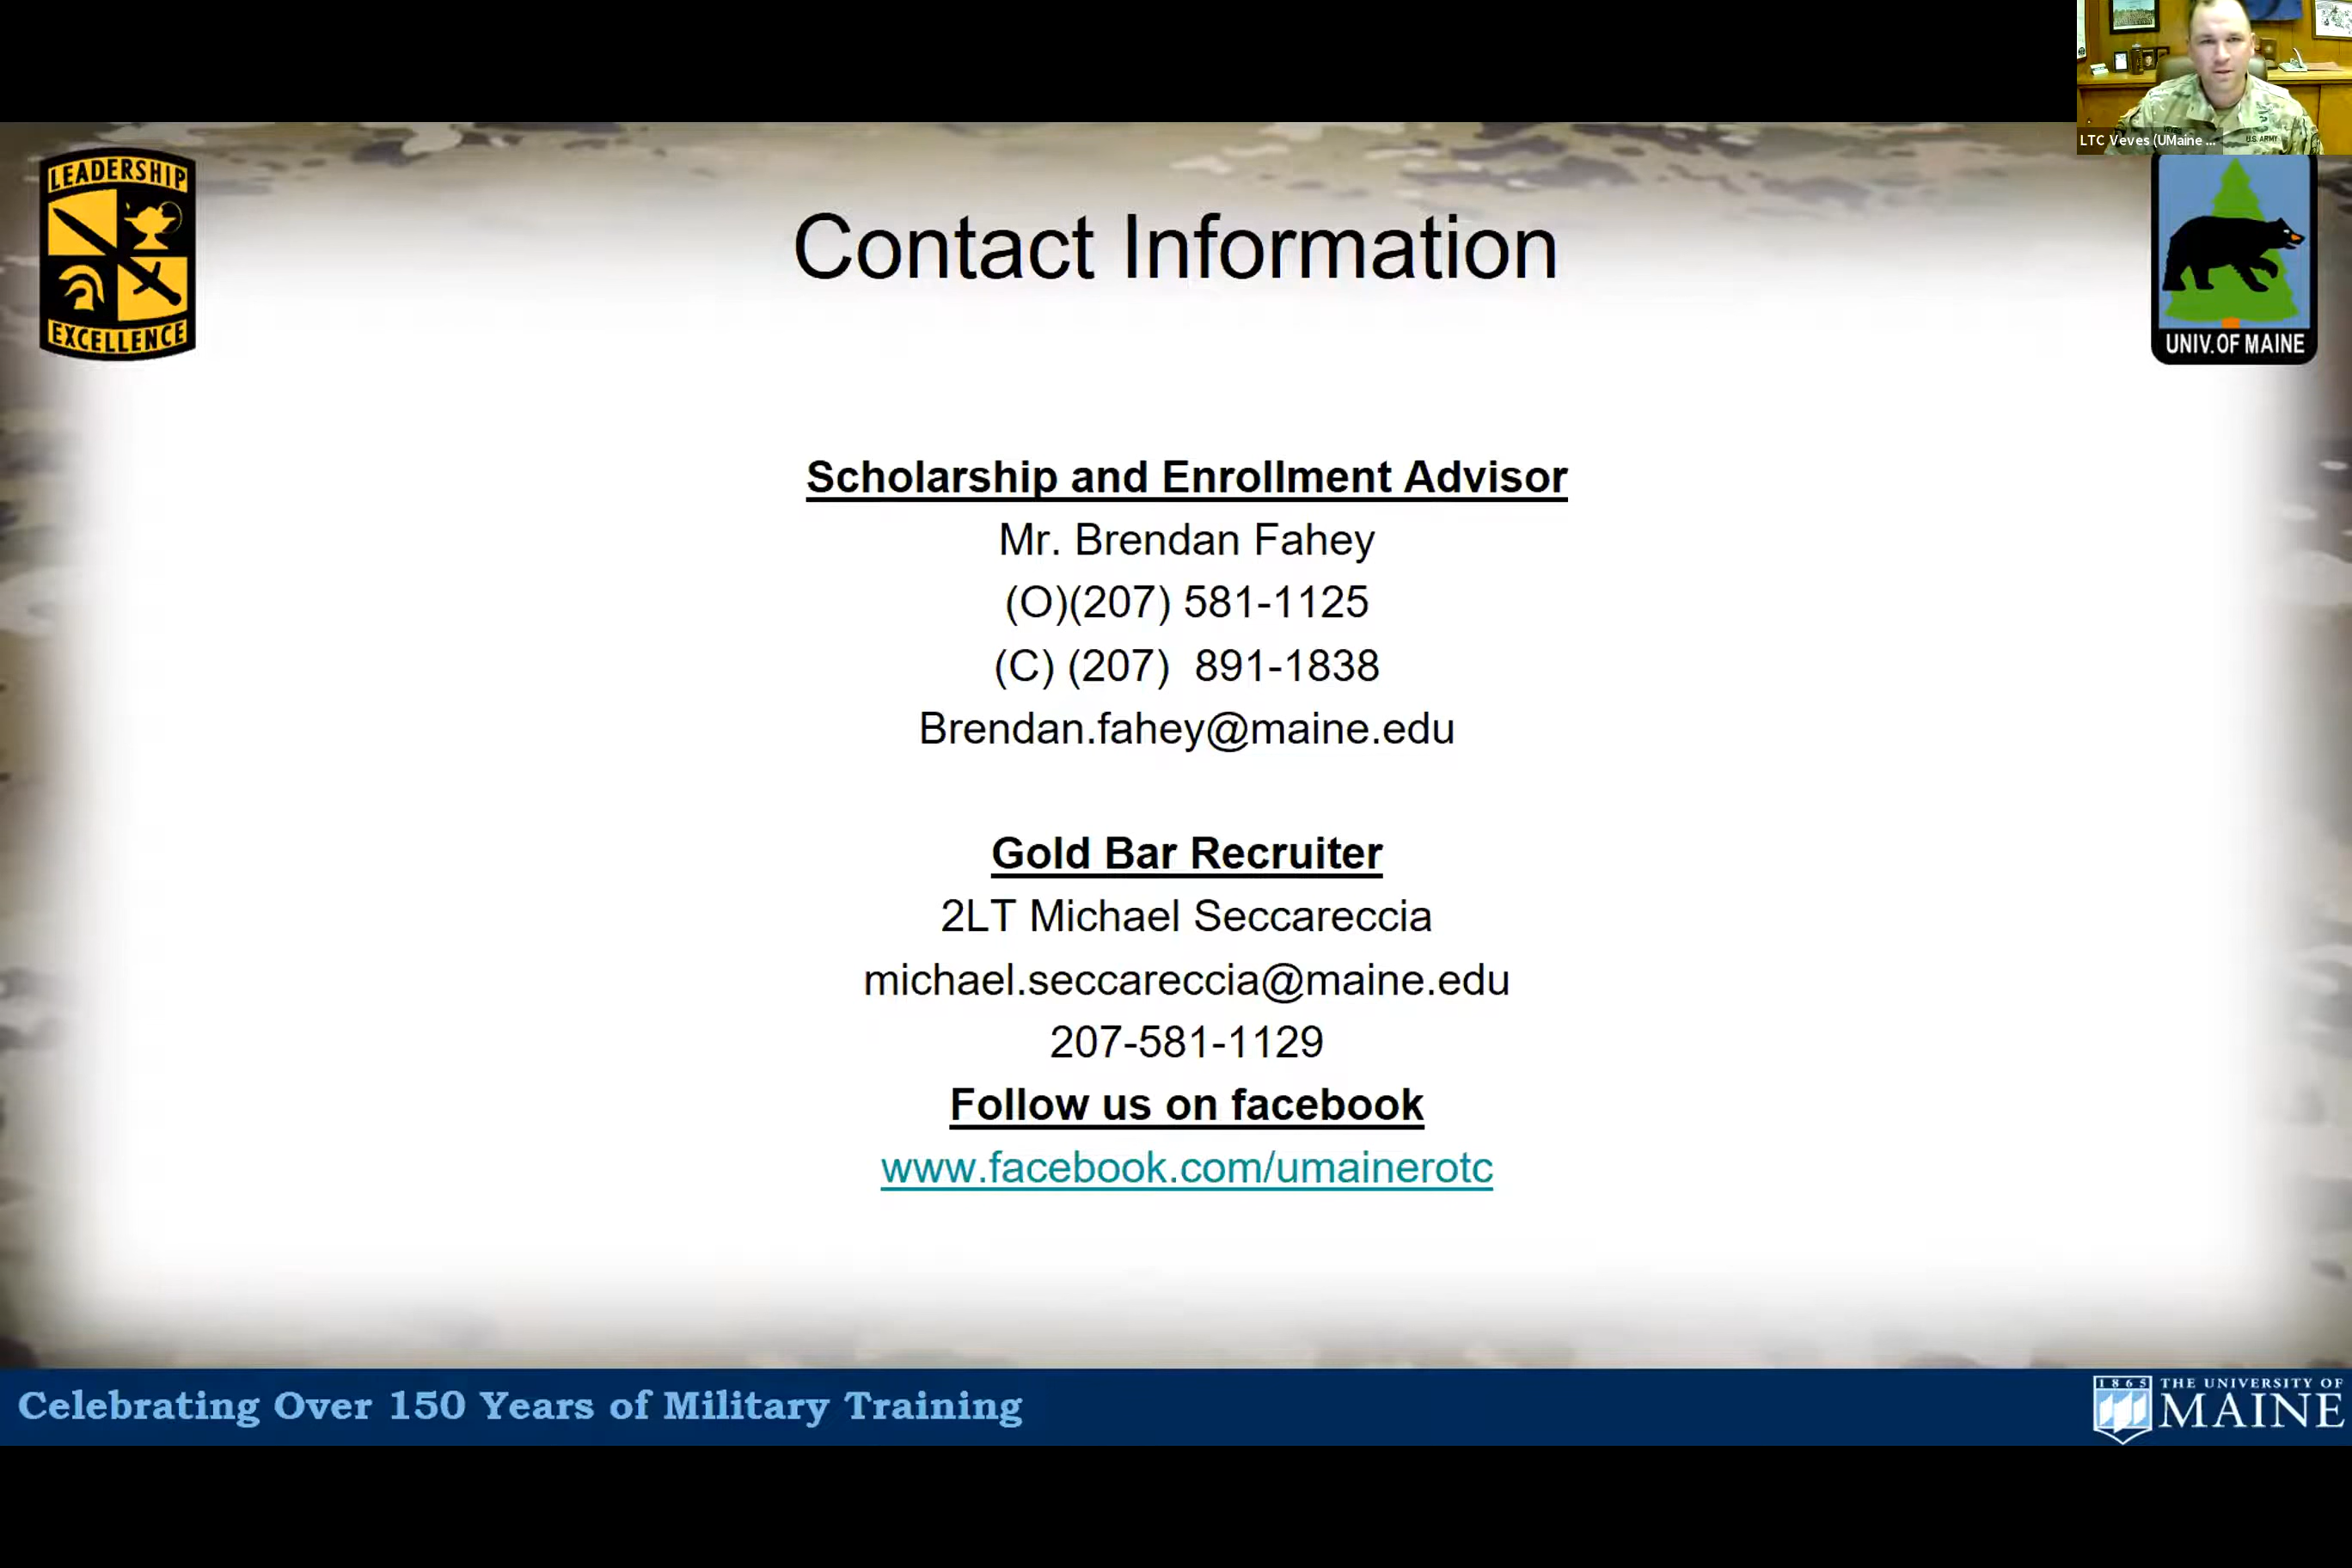 LTC Veves (UMaine ...
U.S. ARMY
LEADERSHIP
EXCELLENCE
UNIV. OF MAINE
Contact Information
Scholarship and Enrollment Advisor
Mr. Brendan Fahey
(O)(207) 581-1125
(C) (207)  891-1838
Brendan.fahey@maine.edu
Gold Bar Recruiter
2LT Michael Seccareccia
michael.seccareccia@maine.edu
207-581-1129
Follow us on facebook
www.facebook.com/umainerotc
Celebrating Over 150 Years of Military Training
1865 THE UNIVERSITY OF
MAINE